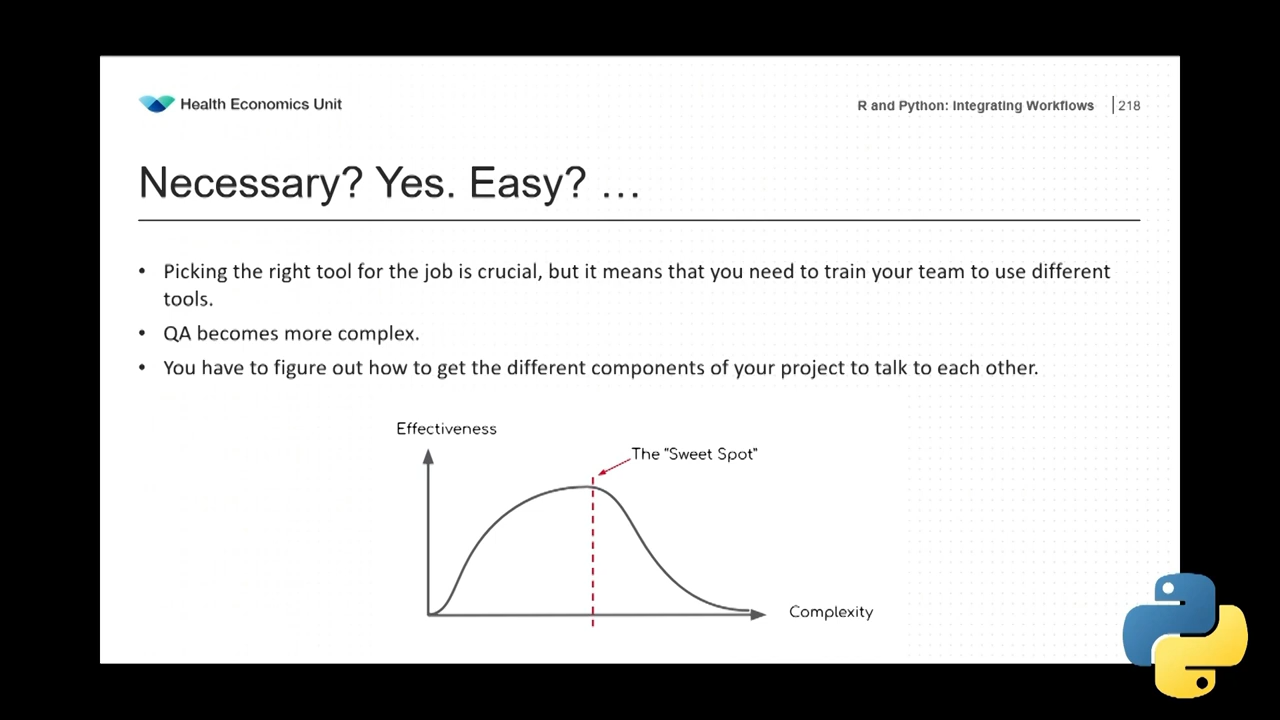 Health Economics Unit
R and Python: Integrating Workflows | 218
Necessary? Yes. Easy? …
• Picking the right tool for the job is crucial, but it means that you need to train your team to use different
tools.
• QA becomes more complex.
• You have to figure out how to get the different components of your project to talk to each other.
Effectiveness
The "Sweet Spot"
Complexity